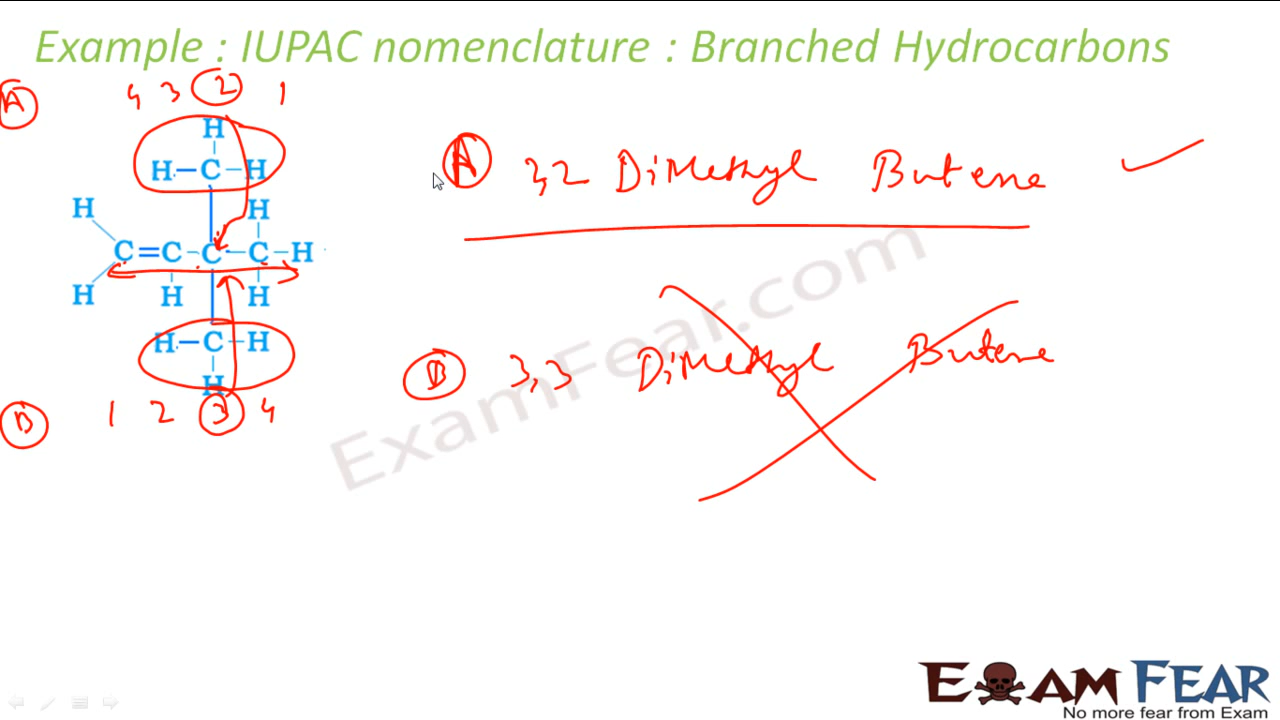 Example : IUPAC nomenclature : Branched Hydrocarbons
A
4 3 2 1
H
H C H
H H
C C C C H
H H H
H C H
H
B
1 2 3 4
A 3,2 DiMethyl Butene
B 3,3 DiMethyl Butene
ExamFear.com
EXAM FEAR
No more fear from Exam